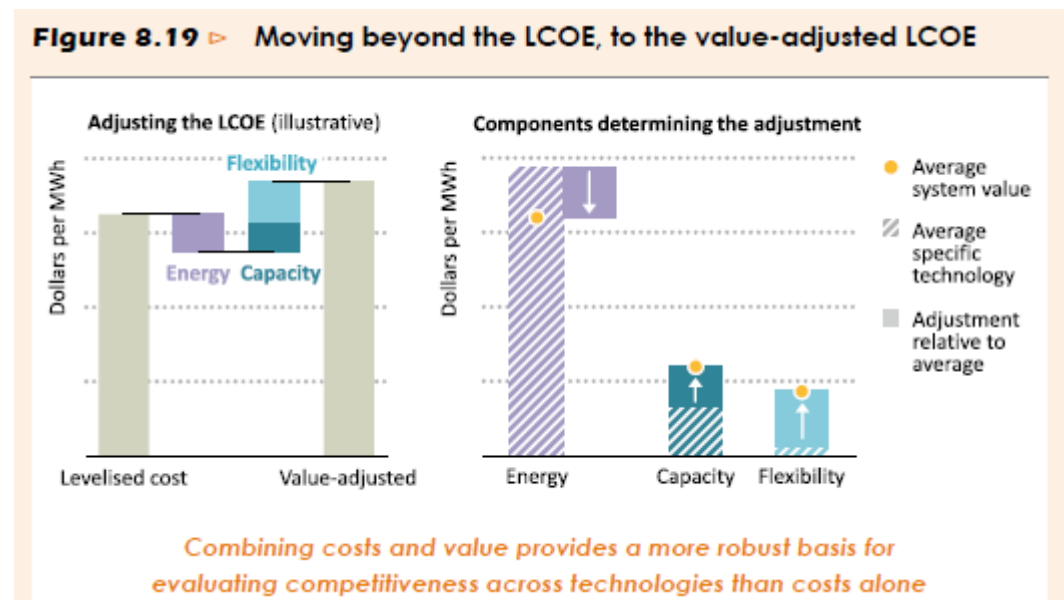 Figure 8.19 ▷ Moving beyond the LCOE, to the value-adjusted LCOE
Adjusting the LCOE (illustrative)
Dollars per MWh
Flexibility
Energy Capacity
Levelised cost Value-adjusted
Components determining the adjustment
Dollars per MWh
Energy Capacity Flexibility
Average
system value
Average
specific
technology
Adjustment
relative to
average
Combining costs and value provides a more robust basis for
evaluating competitiveness across technologies than costs alone